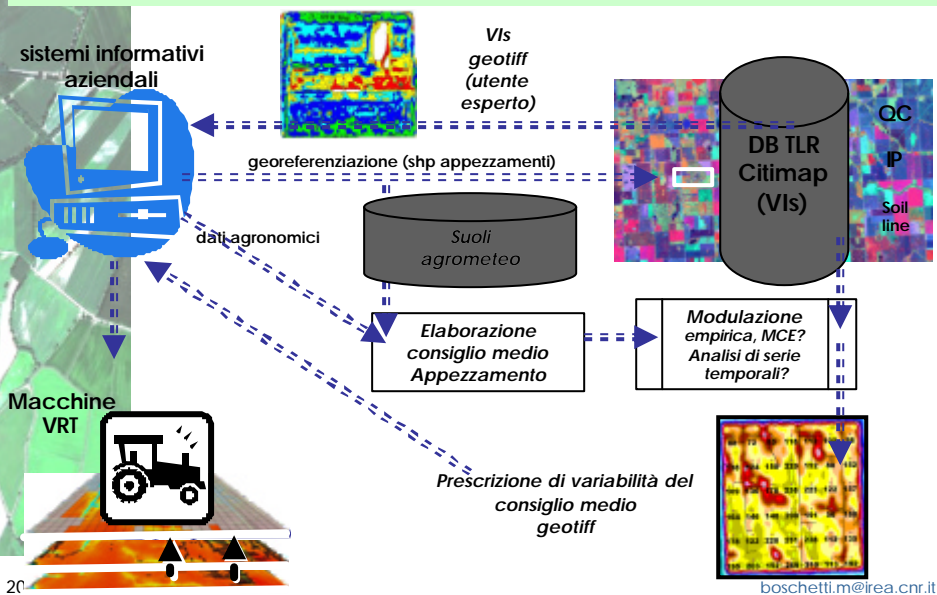 sistemi informativi
aziendali
VIs
geotiff
(utente
esperto)
DB TLR
Citimap
(VIs)
QC
IP
Soil
line
georeferenziazione (shp appezzamenti)
dati agronomici
Suoli
agrometeo
Elaborazione
consiglio medio
Appezzamento
Modulazione
empirica, MCE?
Analisi di serie
temporali?
Macchine
VRT
Prescrizione di variabilità del
consiglio medio
geotiff
boschetti.m@irea.cnr.it